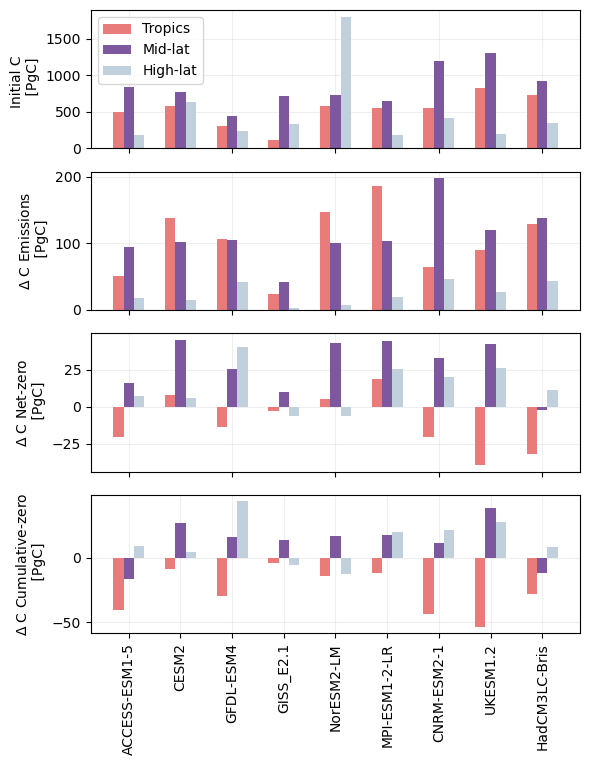 Tropics
Mid-lat
High-lat
Initial C
[PgC]
1500
1000
500
0
Δ C Emissions
[PgC]
200
100
0
Δ C Net-zero
[PgC]
25
0
−25
Δ C Cumulative-zero
[PgC]
0
−50
ACCESS-ESM1-5
CESM2
GFDL-ESM4
GISS_E2.1
NorESM2-LM
MPI-ESM1-2-LR
CNRM-ESM2-1
UKESM1.2
HadCM3LC-Bris